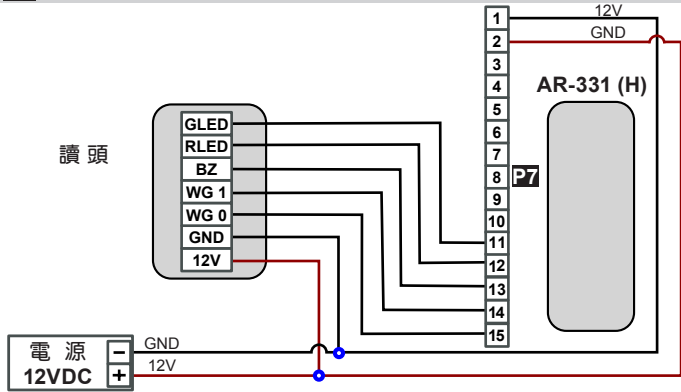 12V
GND
1
2
3
4
5
6
7
8
9
10
11
12
13
14
15
P7
AR-331 (H)
讀頭
GLED
RLED
BZ
WG 1
WG 0
GND
12V
電 源
12VDC
−
+
GND
12V